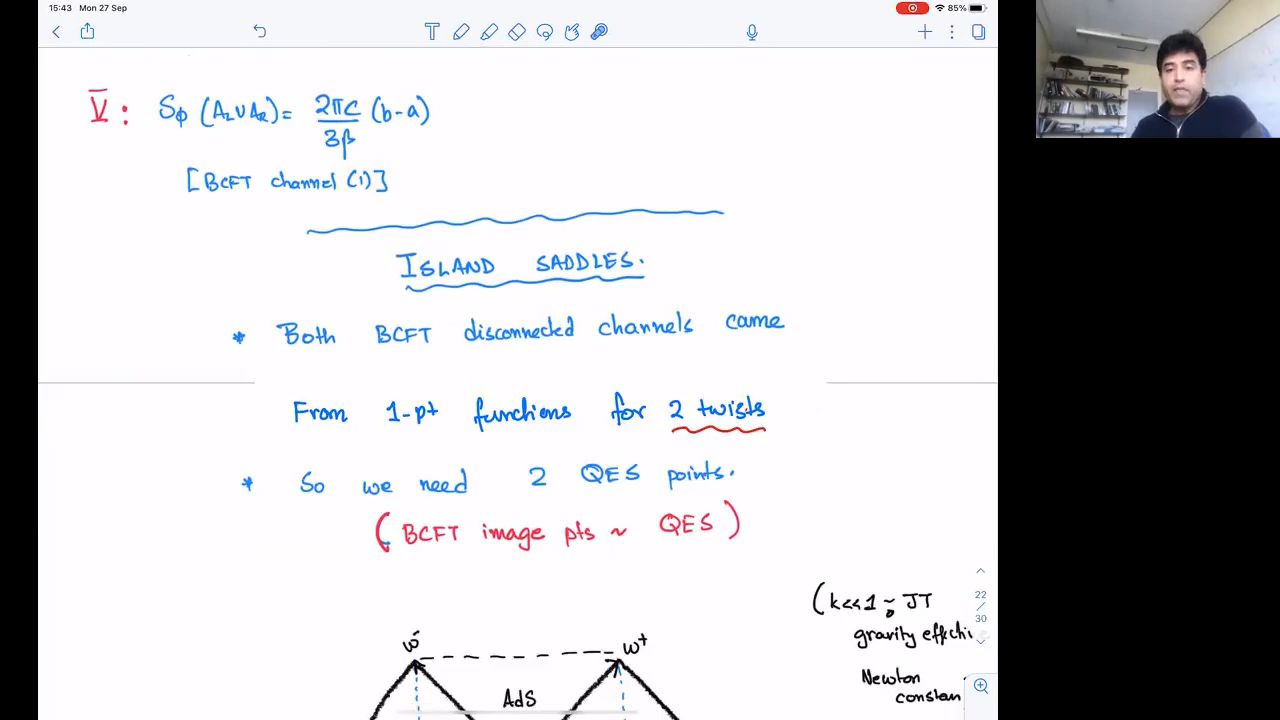 15:43 Mon 27 Sep
85%
V: Sϕ (A_L ∪ A_R) = 2πc/3β (b-a)
[BCFT channel (1)]
ISLAND SADDLES.
* Both BCFT disconnected channels came
From 1-pt functions for 2 twists
* So we need 2 QES points.
(BCFT image pts ~ QES)
22
/
30
(k<<1 ~ JT
gravity effecti
Newton
constan
w- w+
AdS